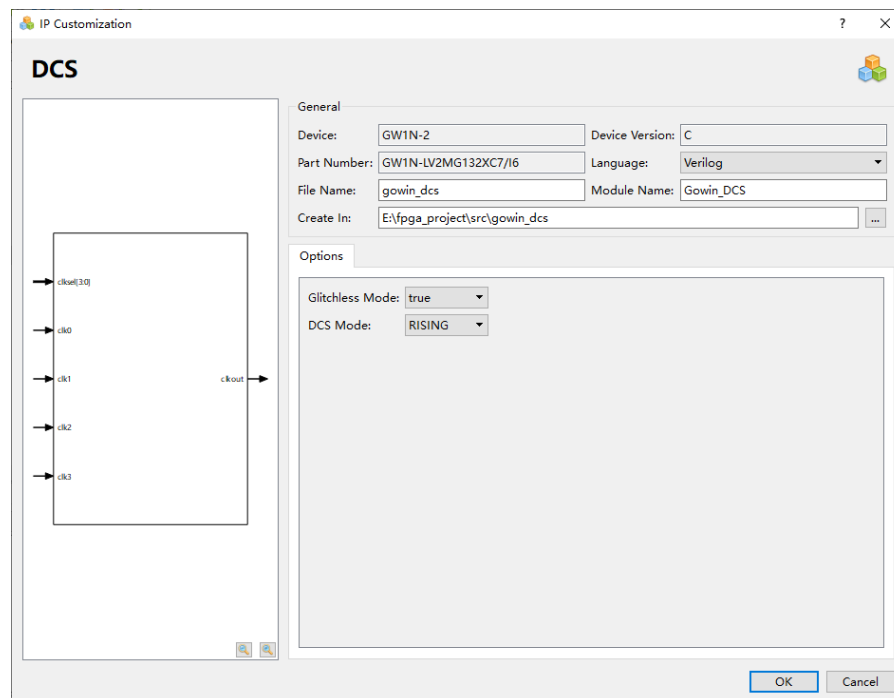 IP Customization
?
DCS
General
Device: GW1N-2 Device Version: C
Part Number: GW1N-LV2MG132XC7/I6 Language: Verilog
File Name: gowin_dcs Module Name: Gowin_DCS
Create In: E:\fpga_project\src\gowin_dcs ...
Options
Glitchless Mode: true
DCS Mode: RISING
clksel[3:0]
clk0
clk1 clkout
clk2
clk3
OK Cancel